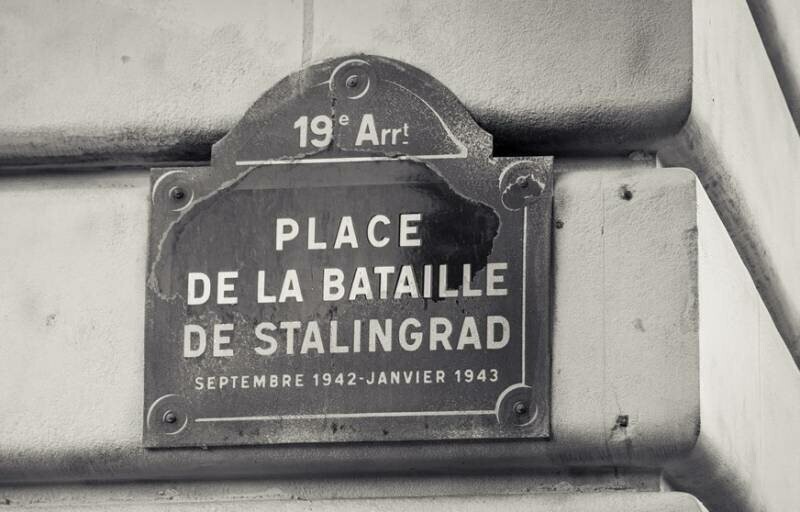 19e Arrt
PLACE
DE LA BATAILLE
DE STALINGRAD
SEPTEMBRE 1942-JANVIER 1943